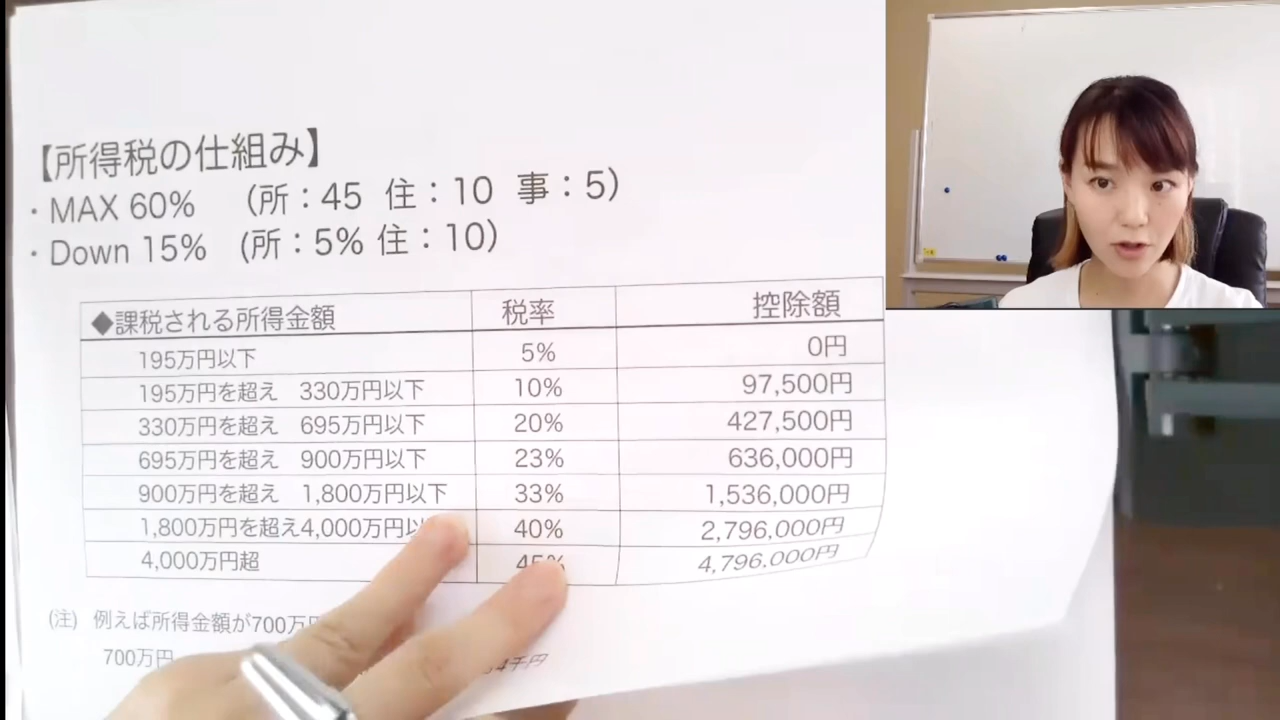 【所得税の仕組み】
・MAX 60% (所：45 住：10 事：5)
・Down 15% (所：5% 住：10)
◆課税される所得金額 税率 控除額
195万円以下 5% 0円
195万円を超え 330万円以下 10% 97,500円
330万円を超え 695万円以下 20% 427,500円
695万円を超え 900万円以下 23% 636,000円
900万円を超え 1,800万円以下 33% 1,536,000円
1,800万円を超え4,000万円以 40% 2,796,000円
4,000万円超 45% 4,796,000円
(注) 例えば所得金額が700万円
700万円 4千円